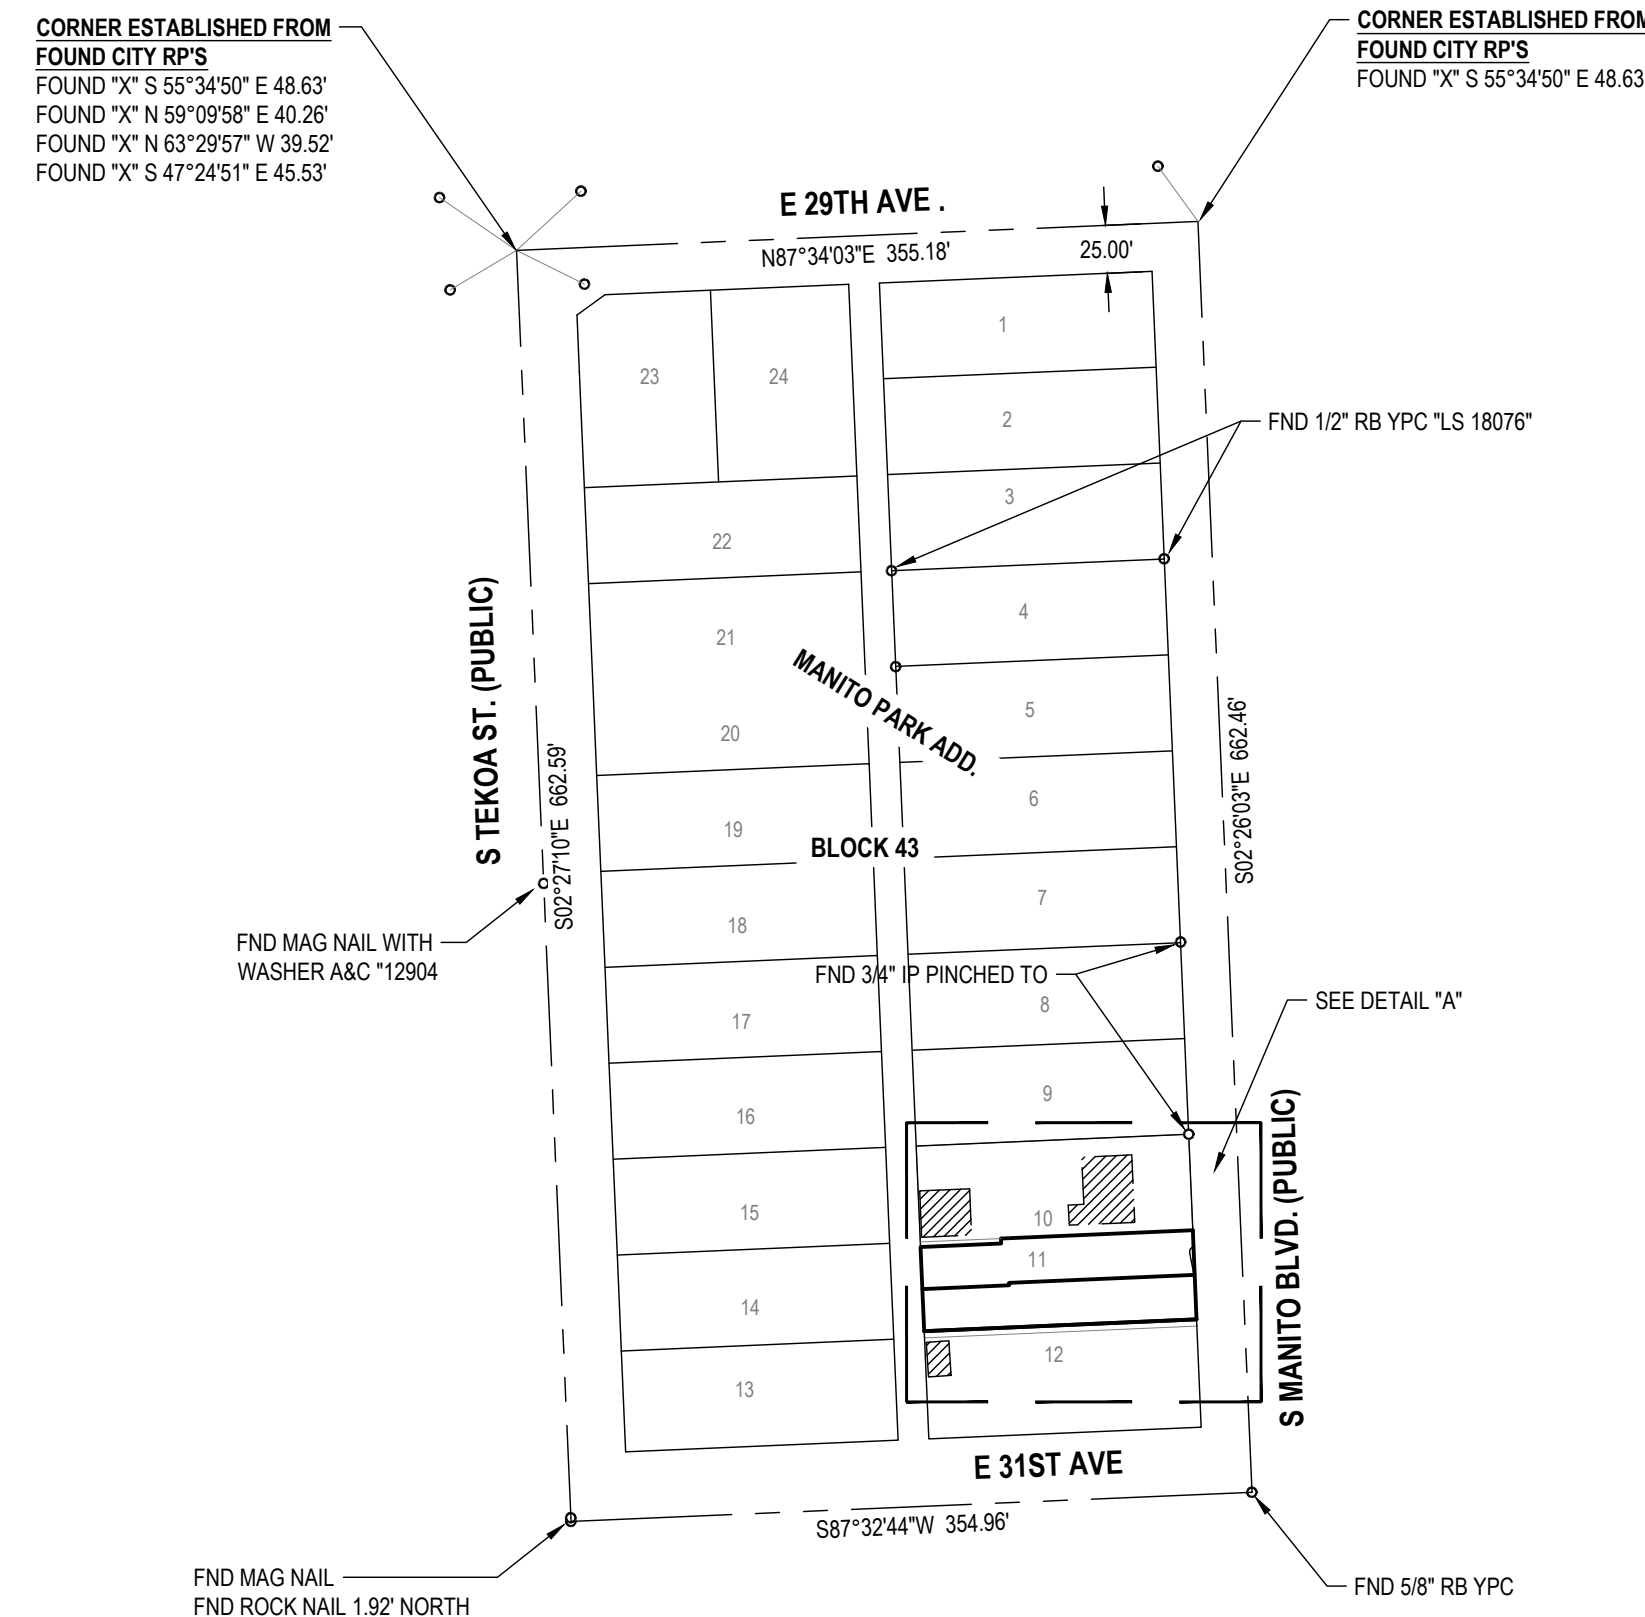 CORNER ESTABLISHED FROM
FOUND CITY RP'S
FOUND "X" S 55°34'50" E 48.63'
FOUND "X" N 59°09'58" E 40.26'
FOUND "X" N 63°29'57" W 39.52'
FOUND "X" S 47°24'51" E 45.53'
CORNER ESTABLISHED FROM
FOUND CITY RP'S
FOUND "X" S 55°34'50" E 48.63
E 29TH AVE .
N87°34'03"E 355.18'
25.00'
1
23
24
2
FND 1/2" RB YPC "LS 18076"
3
22
4
21
S TEKOA ST. (PUBLIC)
MANITO PARK ADD.
5
20
S02°27'10"E 662.59'
S02°26'03"E 662.46'
6
19
BLOCK 43
7
18
FND MAG NAIL WITH
WASHER A&C "12904
FND 3/4" IP PINCHED TO
8
SEE DETAIL "A"
17
9
16
S MANITO BLVD. (PUBLIC)
15
10
11
14
12
13
E 31ST AVE
S87°32'44"W 354.96'
FND MAG NAIL
FND ROCK NAIL 1.92' NORTH
FND 5/8" RB YPC